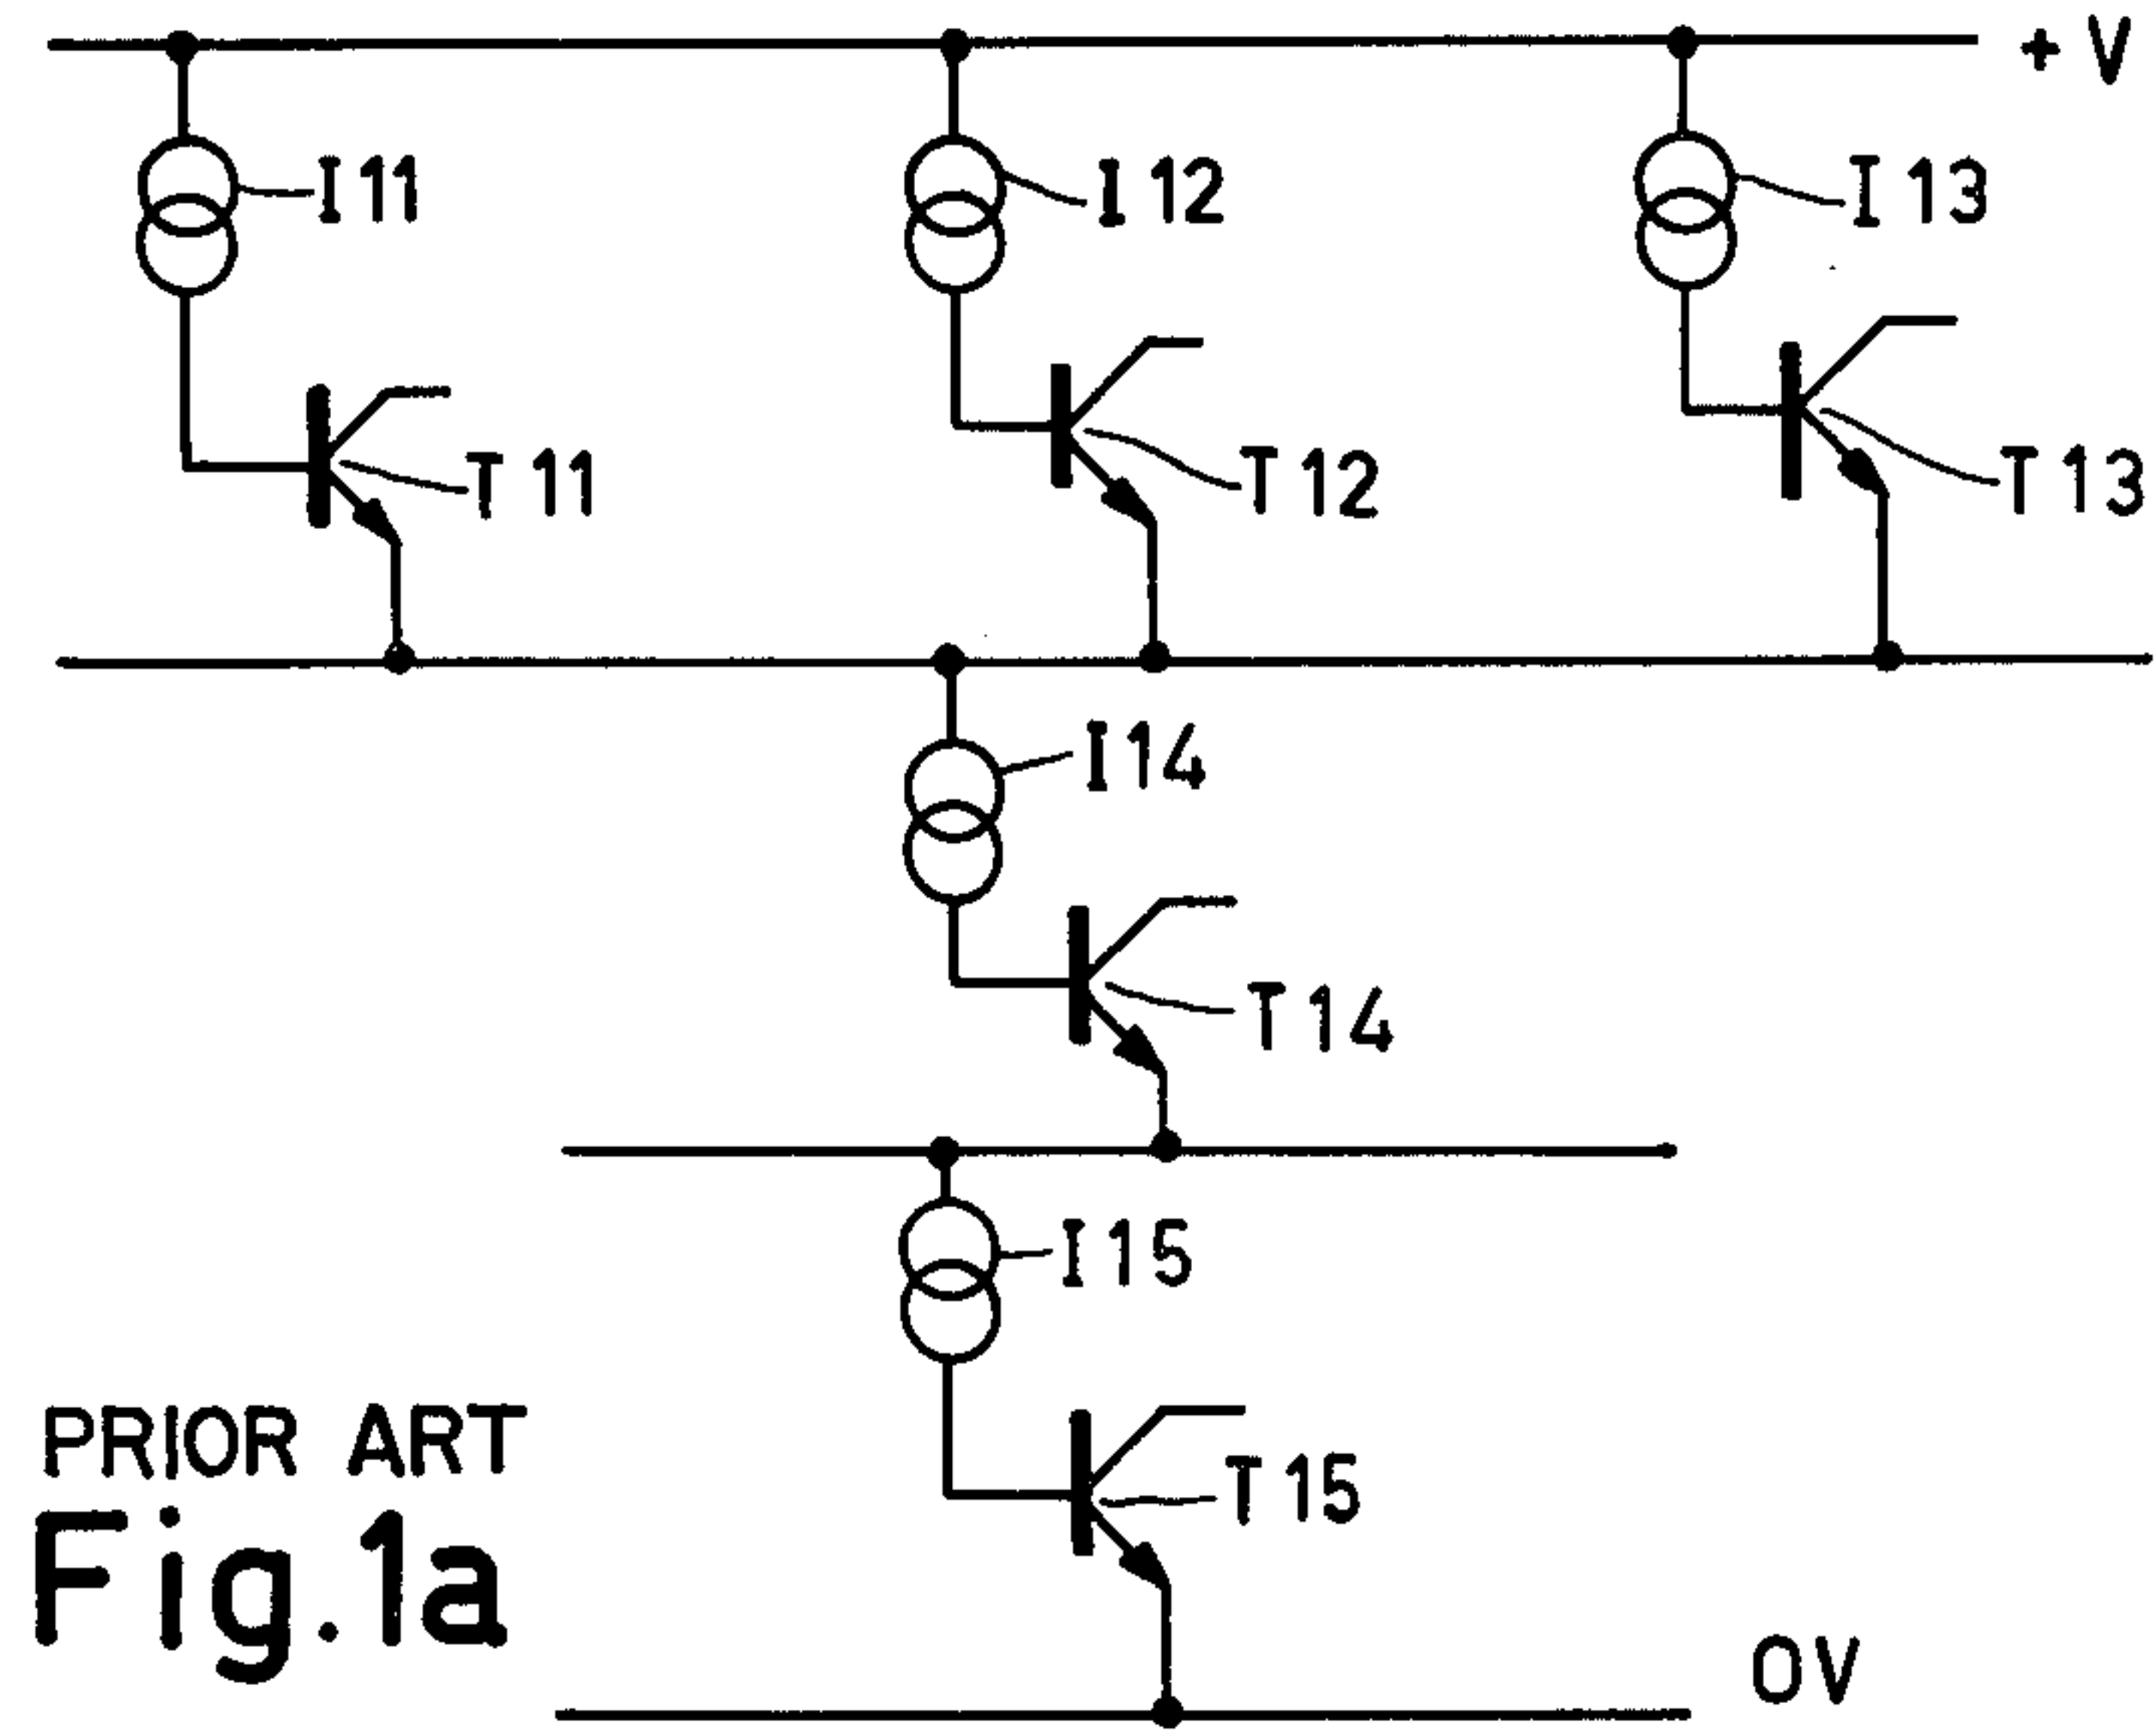 + V
I11
I12
I13
T11
T12
T13
I14
T14
I15
T15
PRIOR ART
Fig.1a
0V